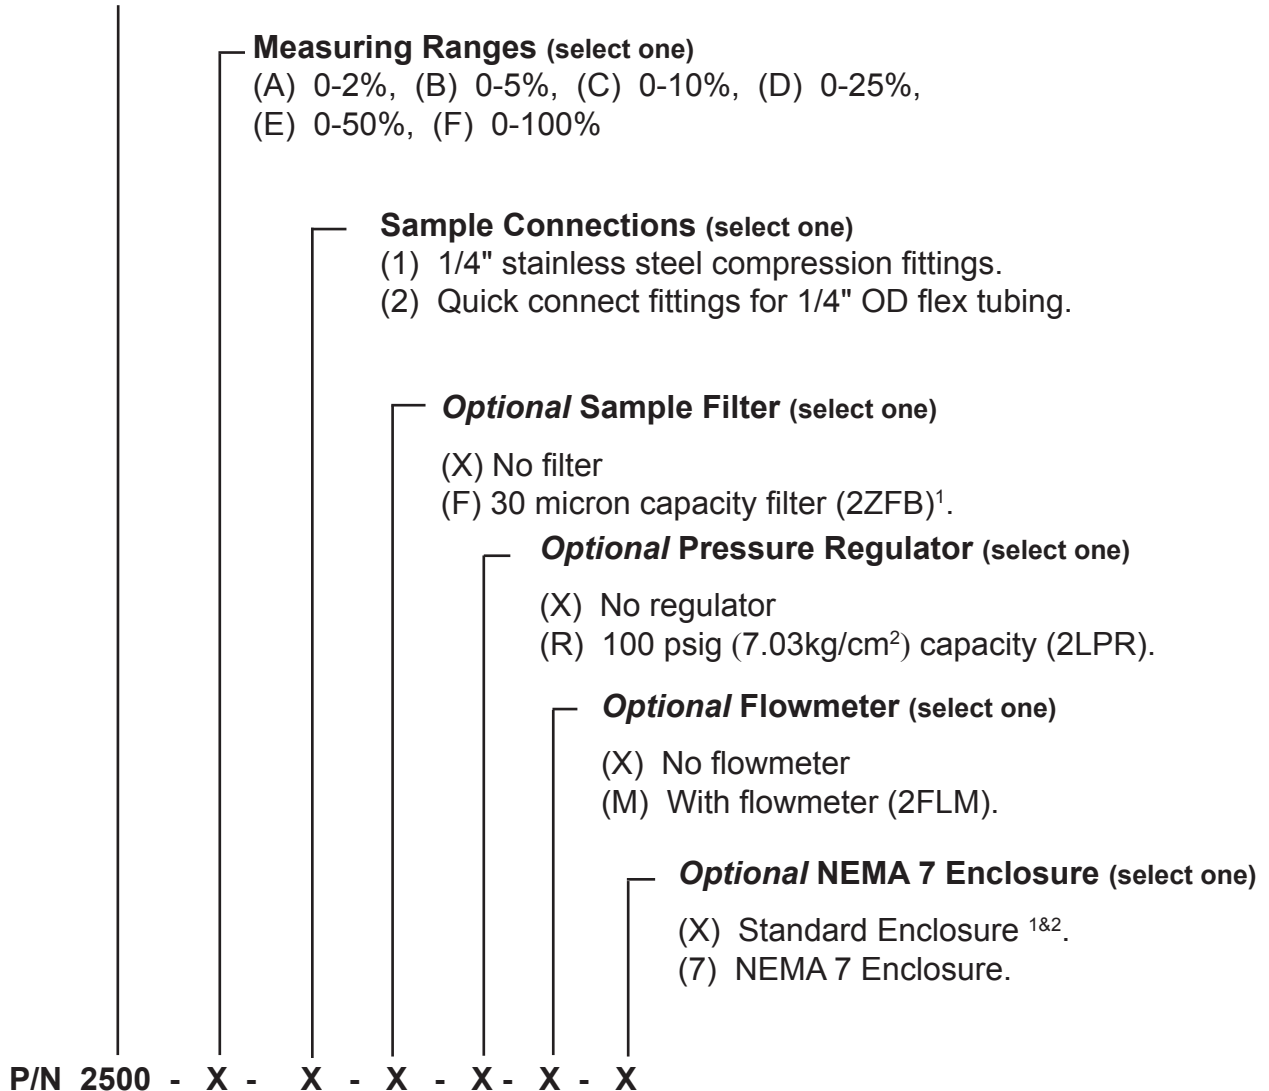 Measuring Ranges (select one)
(A) 0-2%, (B) 0-5%, (C) 0-10%, (D) 0-25%,
(E) 0-50%, (F) 0-100%
Sample Connections (select one)
(1) 1/4" stainless steel compression fittings.
(2) Quick connect fittings for 1/4" OD flex tubing.
Optional Sample Filter (select one)
(X) No filter
(F) 30 micron capacity filter (2ZFB)¹.
Optional Pressure Regulator (select one)
(X) No regulator
(R) 100 psig (7.03kg/cm²) capacity (2LPR).
Optional Flowmeter (select one)
(X) No flowmeter
(M) With flowmeter (2FLM).
Optional NEMA 7 Enclosure (select one)
(X) Standard Enclosure ¹&².
(7) NEMA 7 Enclosure.
P/N 2500 - X - X - X - X - X - X